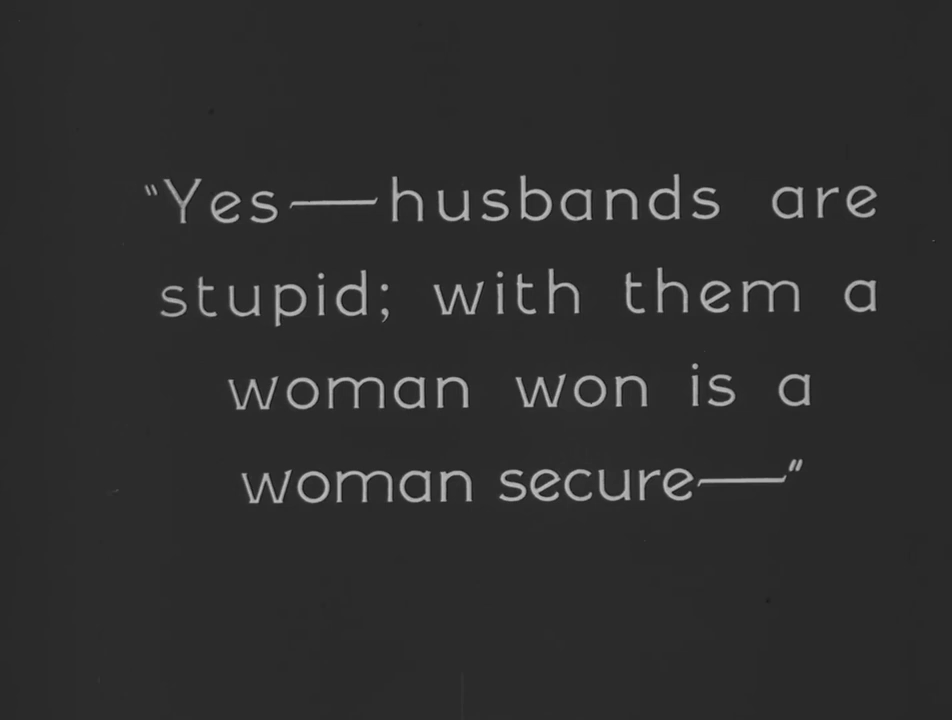 "Yes—husbands are
stupid; with them a
woman won is a
woman secure—"